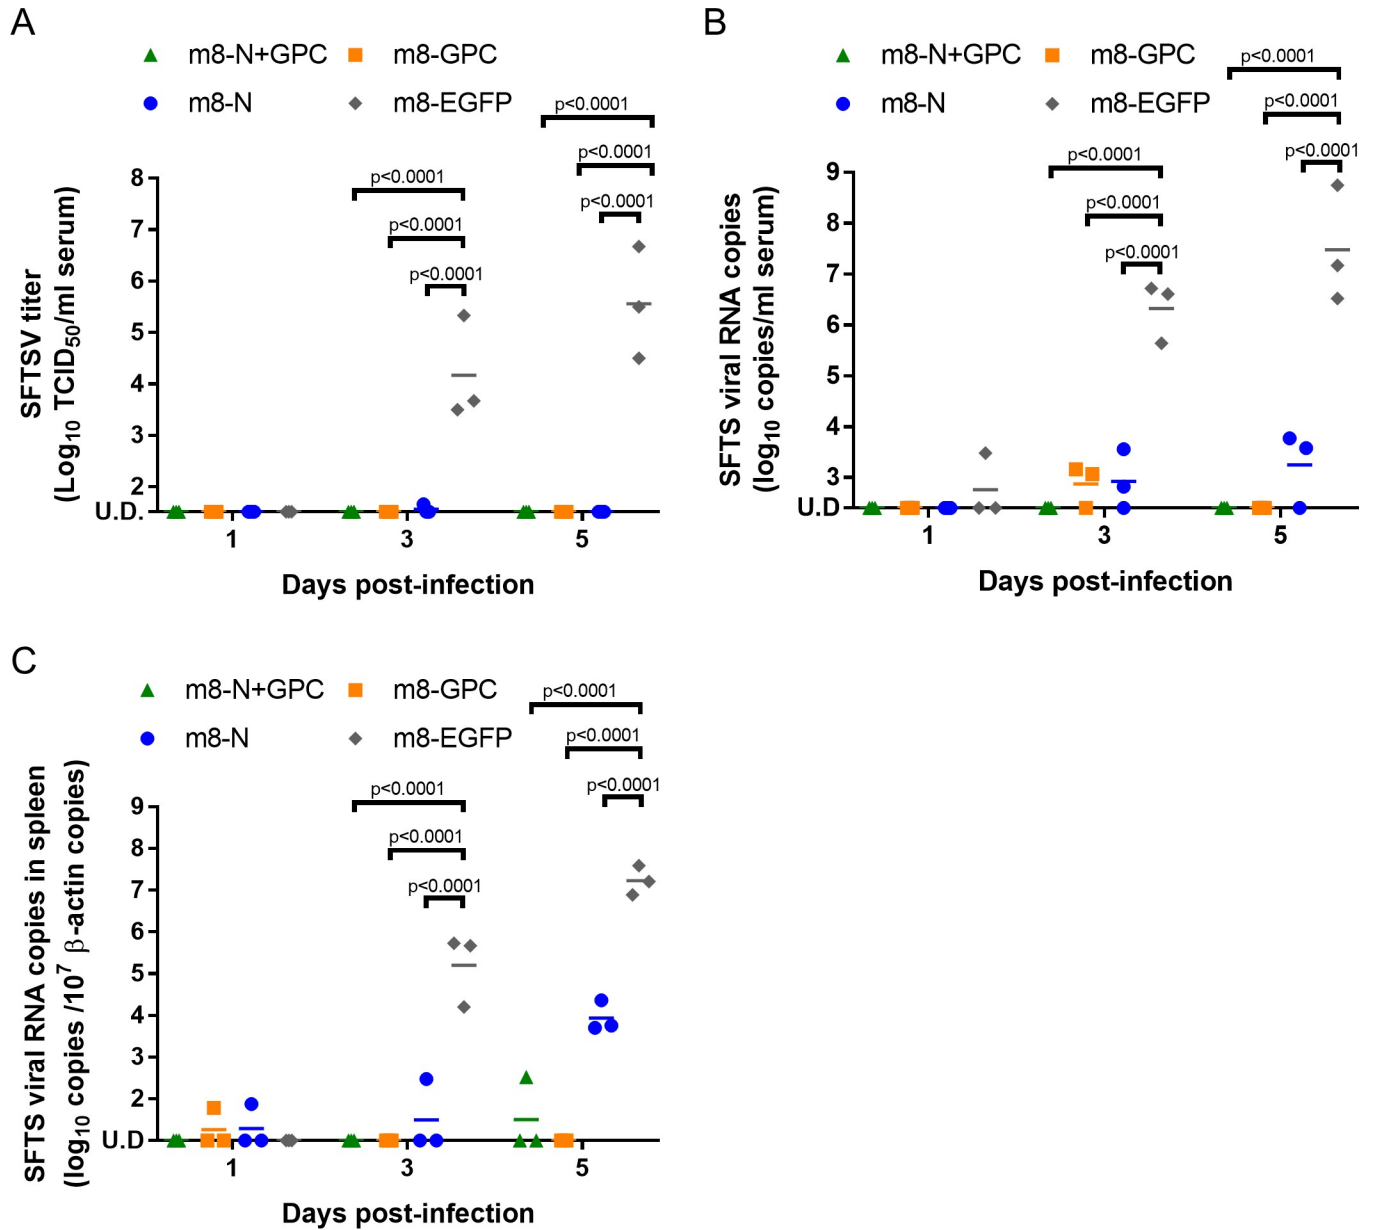 A
m8-N+GPC m8-GPC
m8-N m8-EGFP
p<0.0001
p<0.0001
p<0.0001
p<0.0001
p<0.0001
p<0.0001
SFTSV titer
(Log10 TCID50/ml serum)
8
7
6
5
4
3
2
U.D.
1 3 5
Days post-infection
B
m8-N+GPC m8-GPC
m8-N m8-EGFP
p<0.0001
p<0.0001
p<0.0001
p<0.0001
p<0.0001
p<0.0001
SFTS viral RNA copies
(log10 copies/ml serum)
9
8
7
6
5
4
3
U.D
1 3 5
Days post-infection
C
m8-N+GPC m8-GPC
m8-N m8-EGFP
p<0.0001
p<0.0001
p<0.0001
p<0.0001
p<0.0001
p<0.0001
SFTS viral RNA copies in spleen
(log10 copies /10^7 β-actin copies)
9
8
7
6
5
4
3
2
U.D
1 3 5
Days post-infection